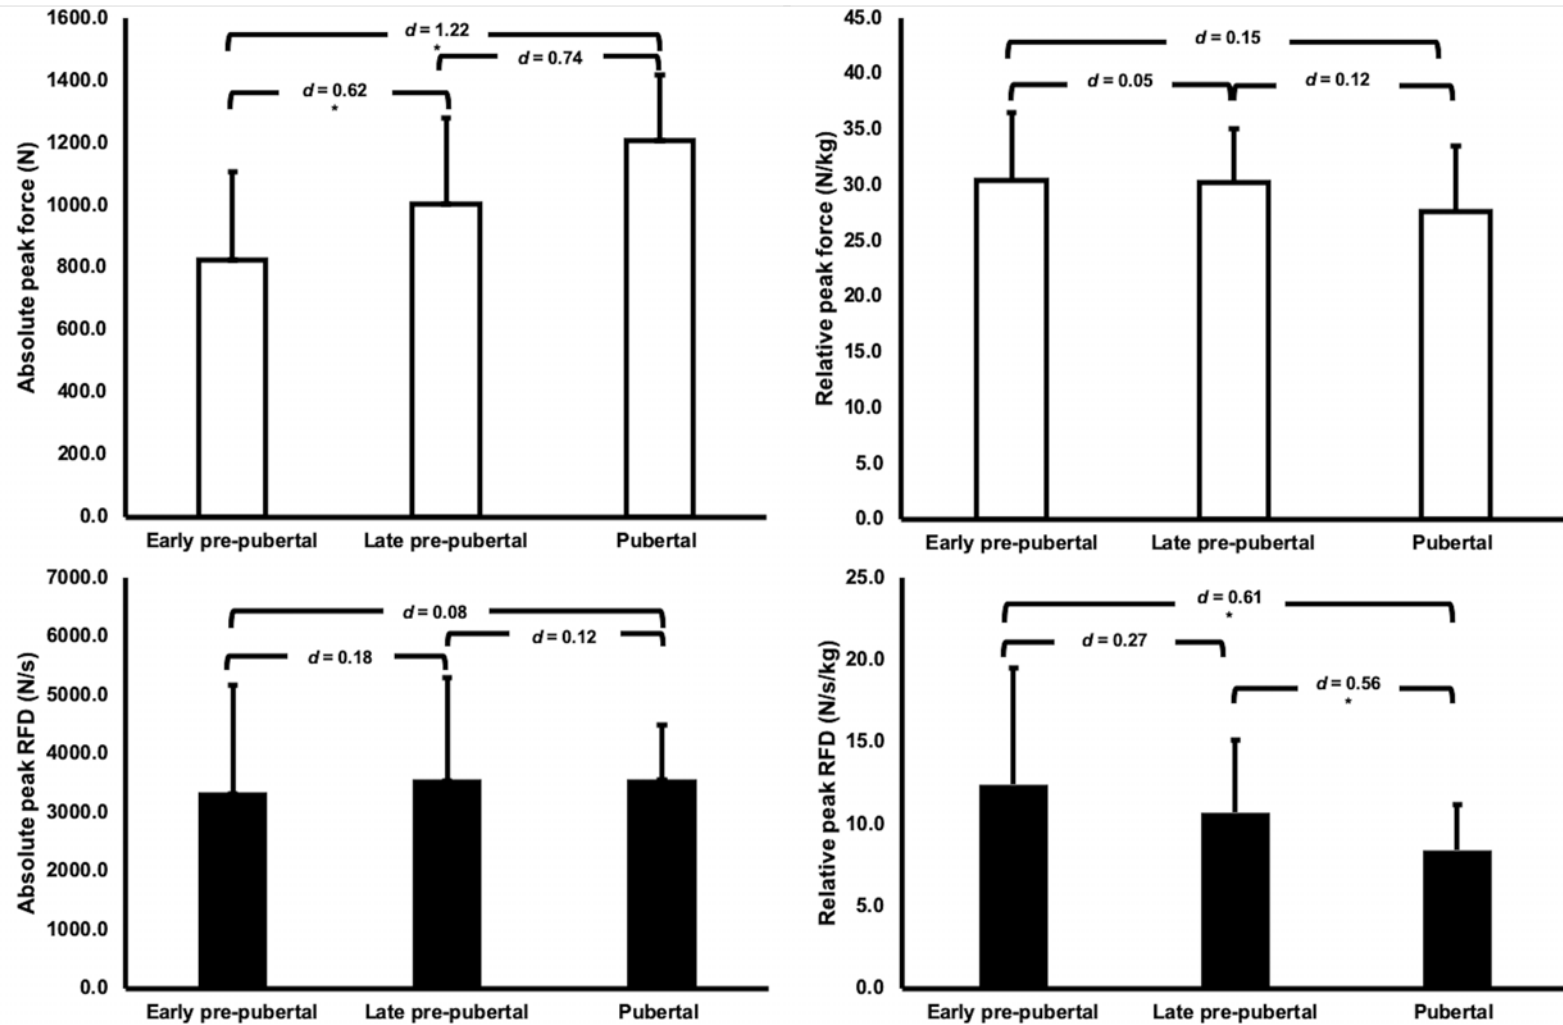 Absolute peak force (N)
1600.0
1400.0
1200.0
1000.0
800.0
600.0
400.0
200.0
0.0
d = 1.22
*
d = 0.74
d = 0.62
*
Early pre-pubertal
Late pre-pubertal
Pubertal
Relative peak force (N/kg)
45.0
40.0
35.0
30.0
25.0
20.0
15.0
10.0
5.0
0.0
d = 0.15
d = 0.05
d = 0.12
Early pre-pubertal
Late pre-pubertal
Pubertal
Absolute peak RFD (N/s)
7000.0
6000.0
5000.0
4000.0
3000.0
2000.0
1000.0
0.0
d = 0.08
d = 0.12
d = 0.18
Early pre-pubertal
Late pre-pubertal
Pubertal
Relative peak RFD (N/s/kg)
25.0
20.0
15.0
10.0
5.0
0.0
d = 0.61
*
d = 0.27
d = 0.56
*
Early pre-pubertal
Late pre-pubertal
Pubertal